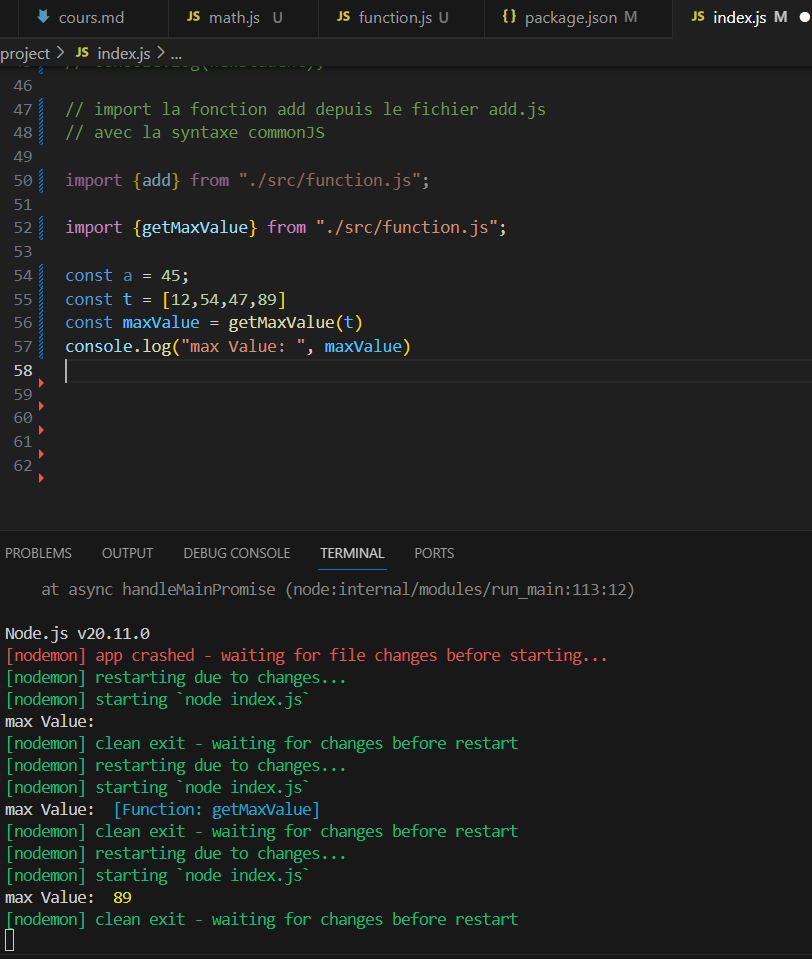 cours.md JS math.js U JS function.js U {} package.json M JS index.js M
project > JS index.js > ...
46
47 // import la fonction add depuis le fichier add.js
48 // avec la syntaxe commonJS
49
50 import {add} from "./src/function.js";
51
52 import {getMaxValue} from "./src/function.js";
53
54 const a = 45;
55 const t = [12,54,47,89]
56 const maxValue = getMaxValue(t)
57 console.log("max Value: ", maxValue)
58
59
60
61
62
PROBLEMS OUTPUT DEBUG CONSOLE TERMINAL PORTS
at async handleMainPromise (node:internal/modules/run_main:113:12)
Node.js v20.11.0
[nodemon] app crashed - waiting for file changes before starting...
[nodemon] restarting due to changes...
[nodemon] starting `node index.js`
max Value:
[nodemon] clean exit - waiting for changes before restart
[nodemon] restarting due to changes...
[nodemon] starting `node index.js`
max Value:  [Function: getMaxValue]
[nodemon] clean exit - waiting for changes before restart
[nodemon] restarting due to changes...
[nodemon] starting `node index.js`
max Value:  89
[nodemon] clean exit - waiting for changes before restart